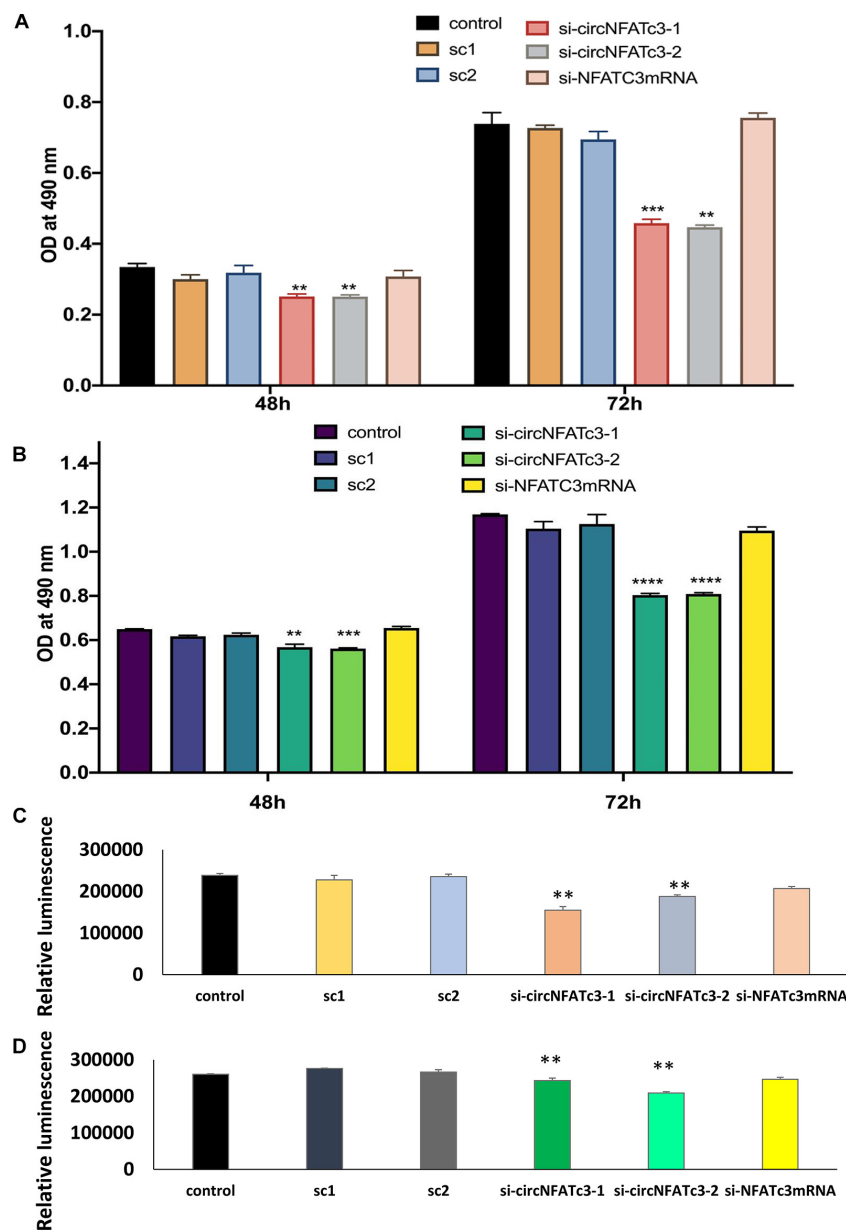 A
control
sc1
sc2
si-circNFATc3-1
si-circNFATc3-2
si-NFATC3mRNA
OD at 490 nm
1.0
0.8
0.6
0.4
0.2
0.0
** ** *** **
48h 72h
B
control
sc1
sc2
si-circNFATc3-1
si-circNFATc3-2
si-NFATC3mRNA
OD at 490 nm
1.4
1.2
1.0
0.8
0.6
0.4
0.2
0.0
** *** **** ****
48h 72h
C
Relative luminescence
300000
200000
100000
0
** **
control sc1 sc2 si-circNFATc3-1 si-circNFATc3-2 si-NFATc3mRNA
D
Relative luminescence
300000
200000
100000
0
** **
control sc1 sc2 si-circNFATc3-1 si-circNFATc3-2 si-NFATc3mRNA